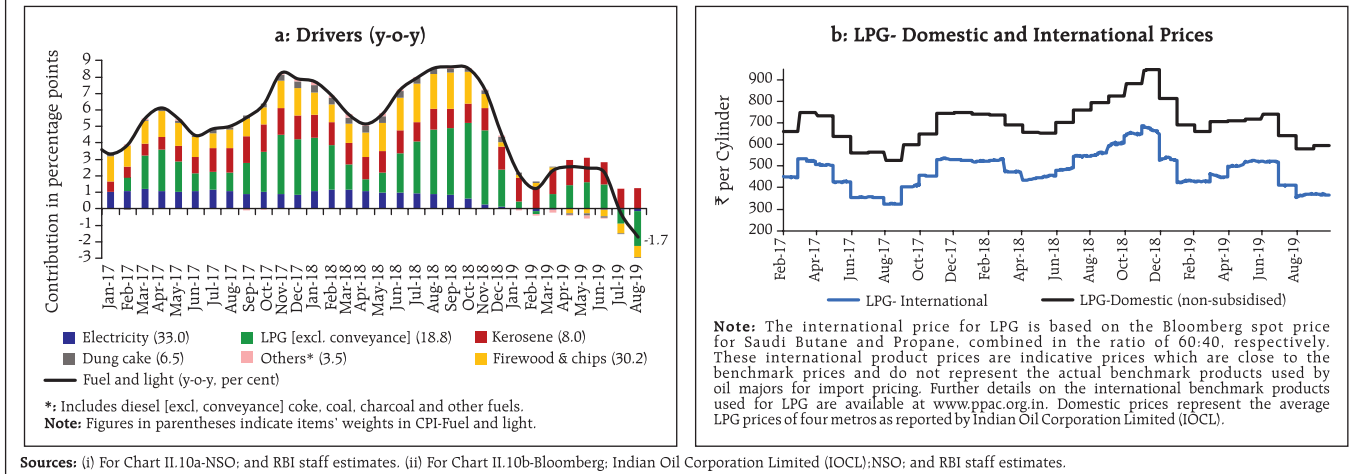 a: Drivers (y-o-y)
Contribution in percentage points
9
8
7
6
5
4
3
2
1
0
-1
-2
-3
-1.7
Jan-17
Feb-17
Mar-17
Apr-17
May-17
Jun-17
Jul-17
Aug-17
Sep-17
Oct-17
Nov-17
Dec-17
Jan-18
Feb-18
Mar-18
Apr-18
May-18
Jun-18
Jul-18
Aug-18
Sep-18
Oct-18
Nov-18
Dec-18
Jan-19
Feb-19
Mar-19
Apr-19
May-19
Jun-19
Jul-19
Aug-19
Electricity (33.0)
LPG [excl. conveyance] (18.8)
Kerosene (8.0)
Dung cake (6.5)
Others* (3.5)
Firewood & chips (30.2)
Fuel and light (y-o-y, per cent)
*: Includes diesel [excl, conveyance] coke, coal, charcoal and other fuels.
Note: Figures in parentheses indicate items' weights in CPI-Fuel and light.
b: LPG- Domestic and International Prices
₹ per Cylinder
900
800
700
600
500
400
300
200
Feb-17
Apr-17
Jun-17
Aug-17
Oct-17
Dec-17
Feb-18
Apr-18
Jun-18
Aug-18
Oct-18
Dec-18
Feb-19
Apr-19
Jun-19
Aug-19
LPG- International
LPG-Domestic (non-subsidised)
Note: The international price for LPG is based on the Bloomberg spot price
for Saudi Butane and Propane, combined in the ratio of 60:40, respectively.
These international product prices are indicative prices which are close to the
benchmark prices and do not represent the actual benchmark products used by
oil majors for import pricing. Further details on the international benchmark products
used for LPG are available at www.ppac.org.in. Domestic prices represent the average
LPG prices of four metros as reported by Indian Oil Corporation Limited (IOCL).
Sources: (i) For Chart II.10a-NSO; and RBI staff estimates. (ii) For Chart II.10b-Bloomberg; Indian Oil Corporation Limited (IOCL);NSO; and RBI staff estimates.